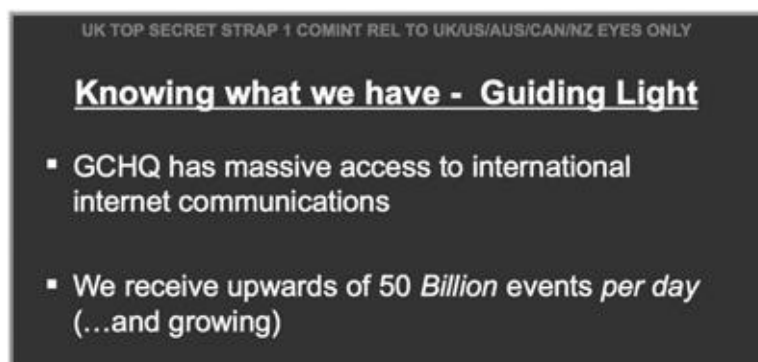 UK TOP SECRET STRAP 1 COMINT REL TO UK/US/AUS/CAN/NZ EYES ONLY
Knowing what we have - Guiding Light
▪ GCHQ has massive access to international
internet communications
▪ We receive upwards of 50 Billion events per day
(…and growing)